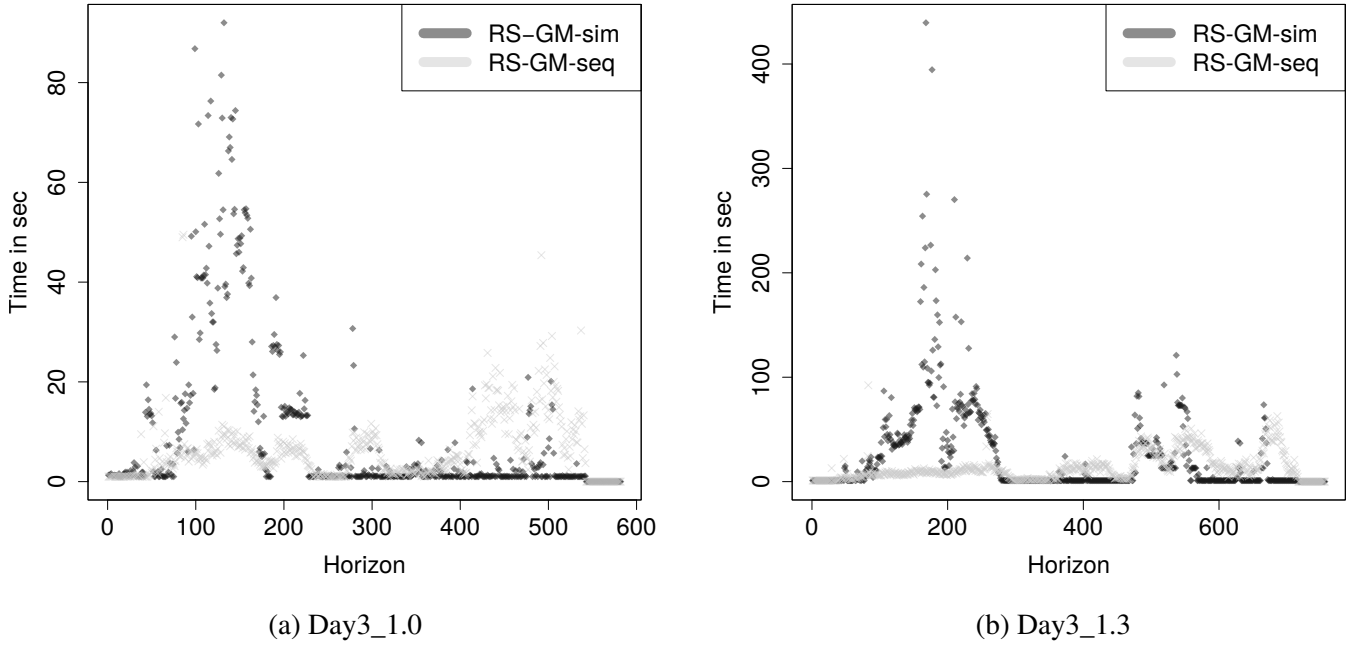 RS−GM-sim
RS-GM-seq
80
60
40
20
0
Time in sec
0 100 200 300 400 500 600
Horizon
(a) Day3_1.0
RS-GM-sim
RS-GM-seq
400
300
200
100
0
Time in sec
0 200 400 600
Horizon
(b) Day3_1.3